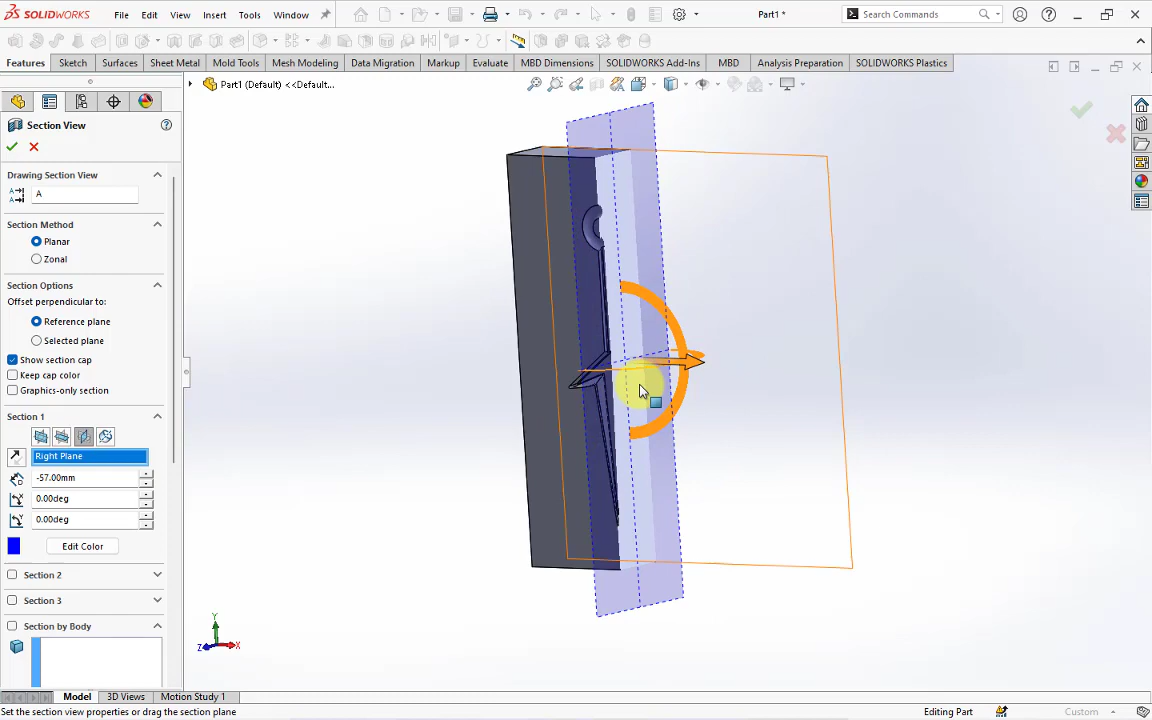 SOLIDWORKS File Edit View Insert Tools Window Part1 * Search Commands
Features Sketch Surfaces Sheet Metal Mold Tools Mesh Modeling Data Migration Markup Evaluate MBD Dimensions SOLIDWORKS Add-Ins MBD Analysis Preparation SOLIDWORKS Plastics
Part1 (Default) <<Default...
Section View
Drawing Section View
A
Section Method
Planar
Zonal
Section Options
Offset perpendicular to:
Reference plane
Selected plane
Show section cap
Keep cap color
Graphics-only section
Section 1
Right Plane
-57.00mm
0.00deg
0.00deg
Edit Color
Section 2
Section 3
Section by Body
Y
Z X
Model 3D Views Motion Study 1
Set the section view properties or drag the section plane Editing Part Custom